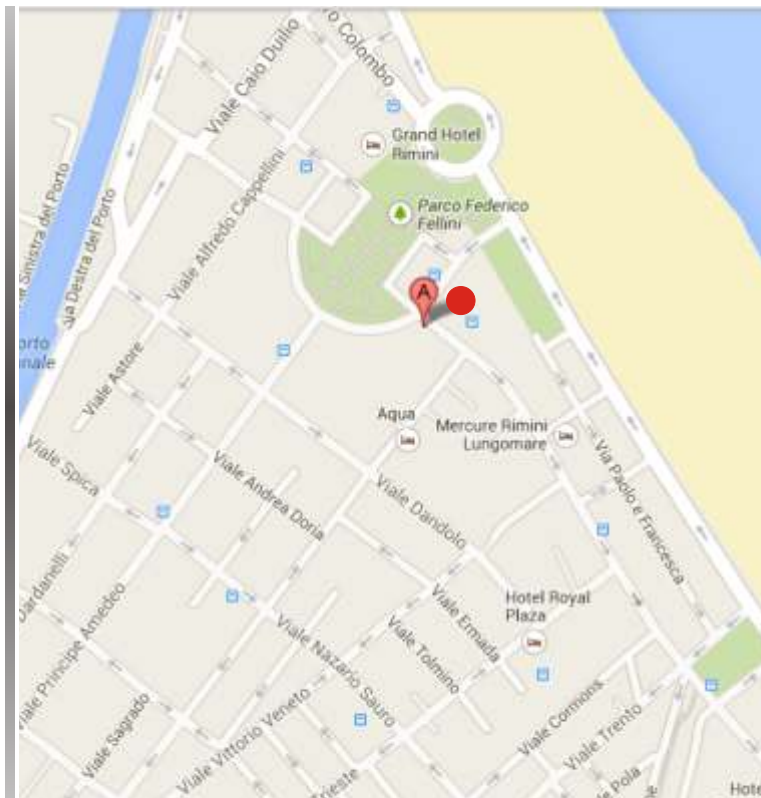 Viale Caio Duilio
Colombo
Grand Hotel
Rimini
Viale Alfredo Cappellini
Parco Federico
Fellini
Sinistra del Porto
Destra del Porto
A
Viale Astore
Aqua
Mercure Rimini
Lungomare
Viale Spica
Viale Andrea Doria
Viale Dandolo
Via Paolo e Francesca
Dardanelli
Viale Principe Amedeo
Hotel Royal
Plaza
Viale Ermada
Viale Tolmino
Viale Nazario Sauro
Viale Sagrado
Viale Vittorio Veneto
Viale Cormons
Viale Trento
Trieste
Pola